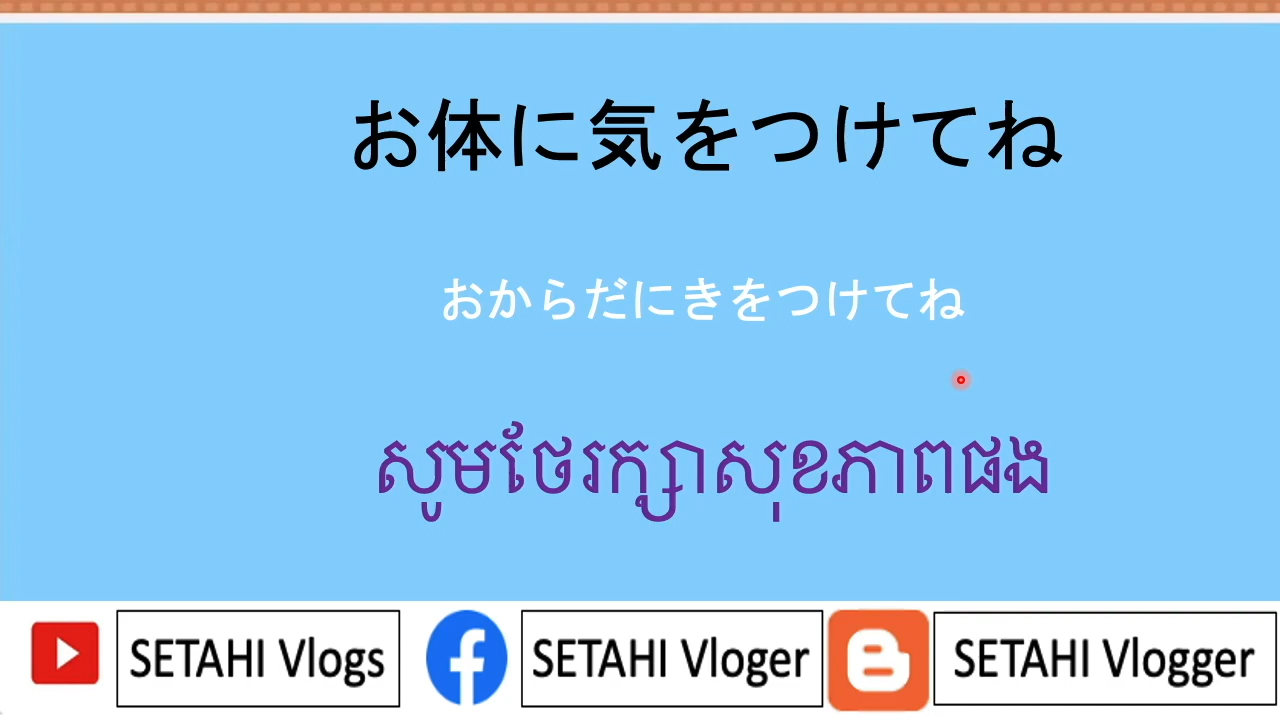 お体に気をつけてね
おからだにきをつけてね
សូមថែរក្សាសុខភាពផង
SETAHI Vlogs SETAHI Vloger SETAHI Vlogger